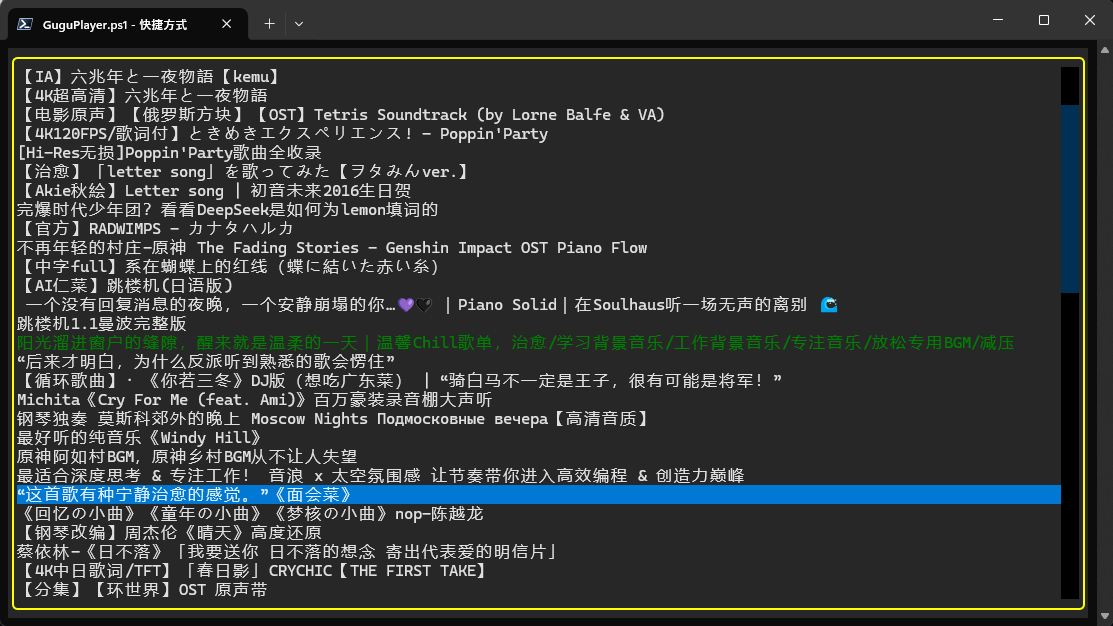 GuguPlayer.ps1 - 快捷方式
【IA】六兆年と一夜物語【kemu】
【4K超高清】六兆年と一夜物語
【电影原声】【俄罗斯方块】【OST】Tetris Soundtrack (by Lorne Balfe & VA)
【4K120FPS/歌词付】ときめきエクスペリエンス！- Poppin'Party
[Hi-Res无损]Poppin'Party歌曲全收录
【治愈】「letter song」を歌ってみた【ヲタみんver.】
【Akie秋絵】Letter song | 初音未来2016生日贺
完爆时代少年团？看看DeepSeek是如何为lemon填词的
【官方】RADWIMPS - カナタハルカ
不再年轻的村庄-原神 The Fading Stories - Genshin Impact OST Piano Flow
【中字full】系在蝴蝶上的红线（蝶に結いた赤い糸）
【AI仁菜】跳楼机(日语版)
一个没有回复消息的夜晚，一个安静崩塌的你…💜🖤 ｜Piano Solid｜在Soulhaus听一场无声的离别 🌊
跳楼机1.1曼波完整版
阳光溜进窗户的缝隙，醒来就是温柔的一天｜温馨Chill歌单，治愈/学习背景音乐/工作背景音乐/专注音乐/放松专用BGM/减压
“后来才明白，为什么反派听到熟悉的歌会愣住”
【循环歌曲】· 《你若三冬》DJ版（想吃广东菜） ｜“骑白马不一定是王子，很有可能是将军！”
Michita《Cry For Me (feat. Ami)》百万豪装录音棚大声听
钢琴独奏 莫斯科郊外的晚上 Moscow Nights Подмосковные вечера【高清音质】
最好听的纯音乐《Windy Hill》
原神阿如村BGM，原神乡村BGM从不让人失望
最适合深度思考 & 专注工作！ 音浪 x 太空氛围感 让节奏带你进入高效编程 & 创造力巅峰
“这首歌有种宁静治愈的感觉。”《面会菜》
《回忆の小曲》《童年の小曲》《梦核の小曲》nop-陈越龙
【钢琴改编】周杰伦《晴天》高度还原
蔡依林-《日不落》「我要送你 日不落的想念 寄出代表爱的明信片」
【4K中日歌词/TFT】「春日影」CRYCHIC【THE FIRST TAKE】
【分集】【环世界】OST 原声带